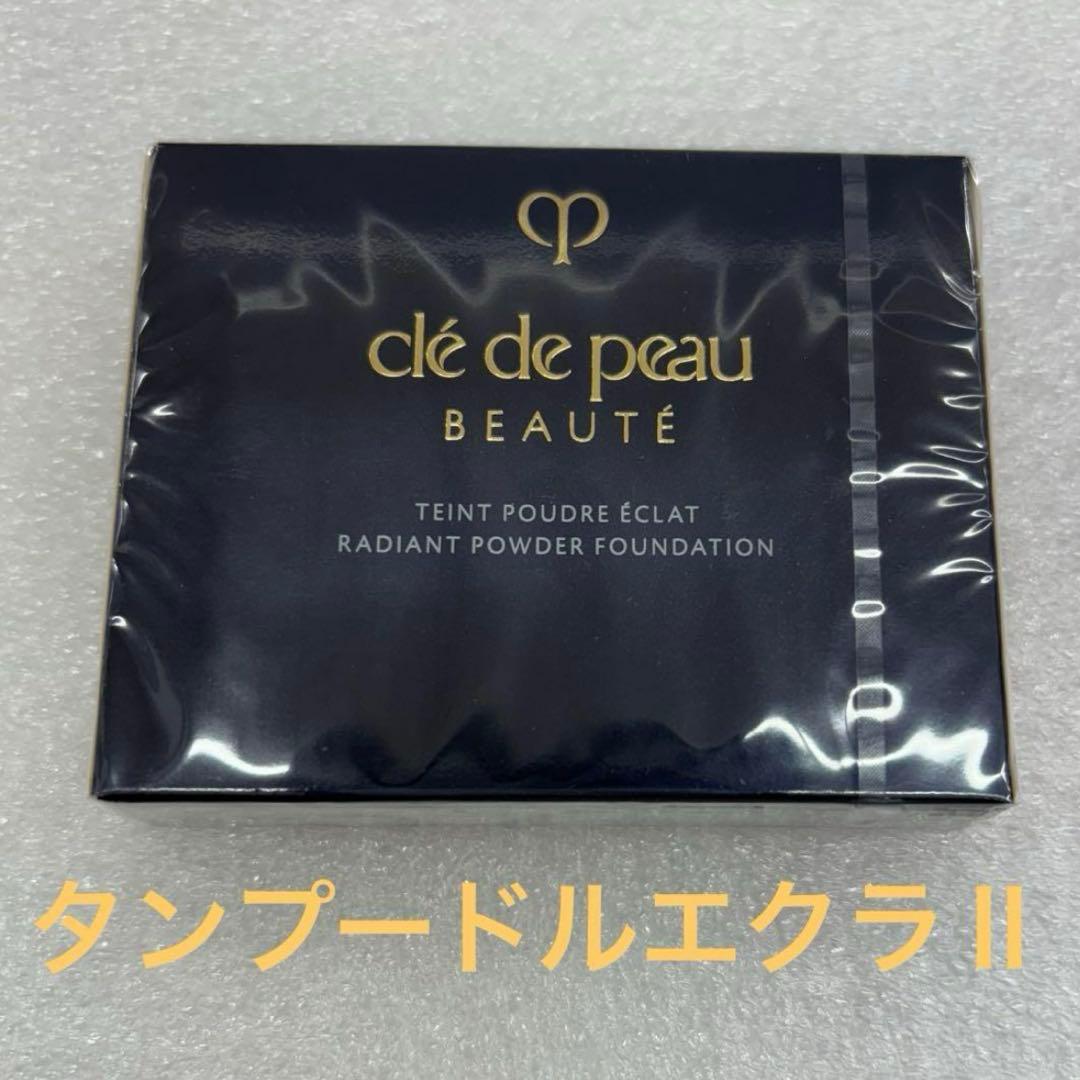 clé de peau
BEAUTÉ
TEINT POUDRE ÉCLAT
RADIANT POWDER FOUNDATION
タンプードルエクラⅡ